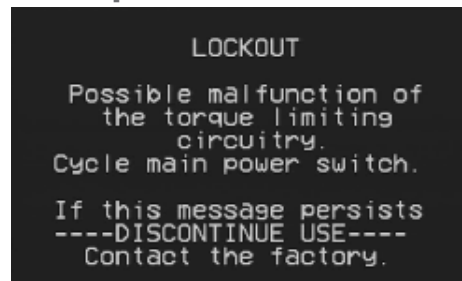 LOCKOUT
Possible malfunction of
the torque limiting
circuitry.
Cycle main power switch.
If this message persists
----DISCONTINUE USE----
Contact the factory.